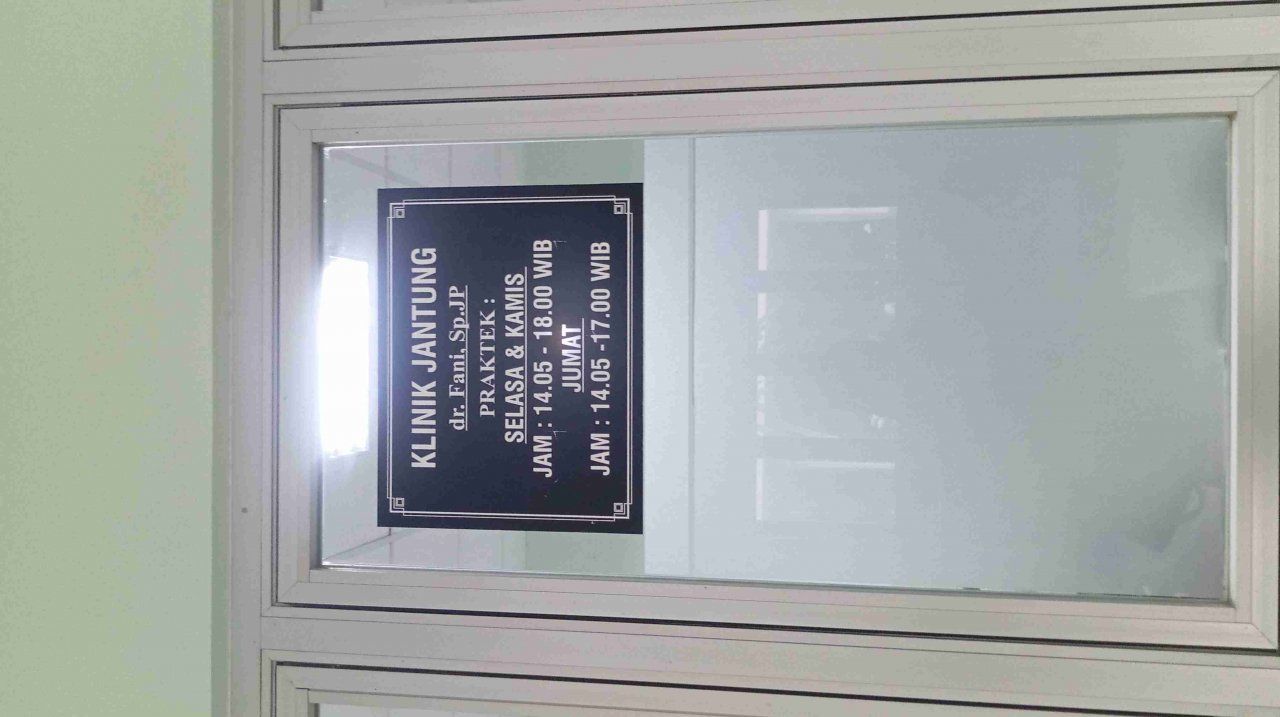 KLINIK JANTUNG
dr. Fani, Sp.JP
PRAKTEK :
SELASA & KAMIS
JAM : 14.05 - 18.00 WIB
JUMAT
JAM : 14.05 -17.00 WIB